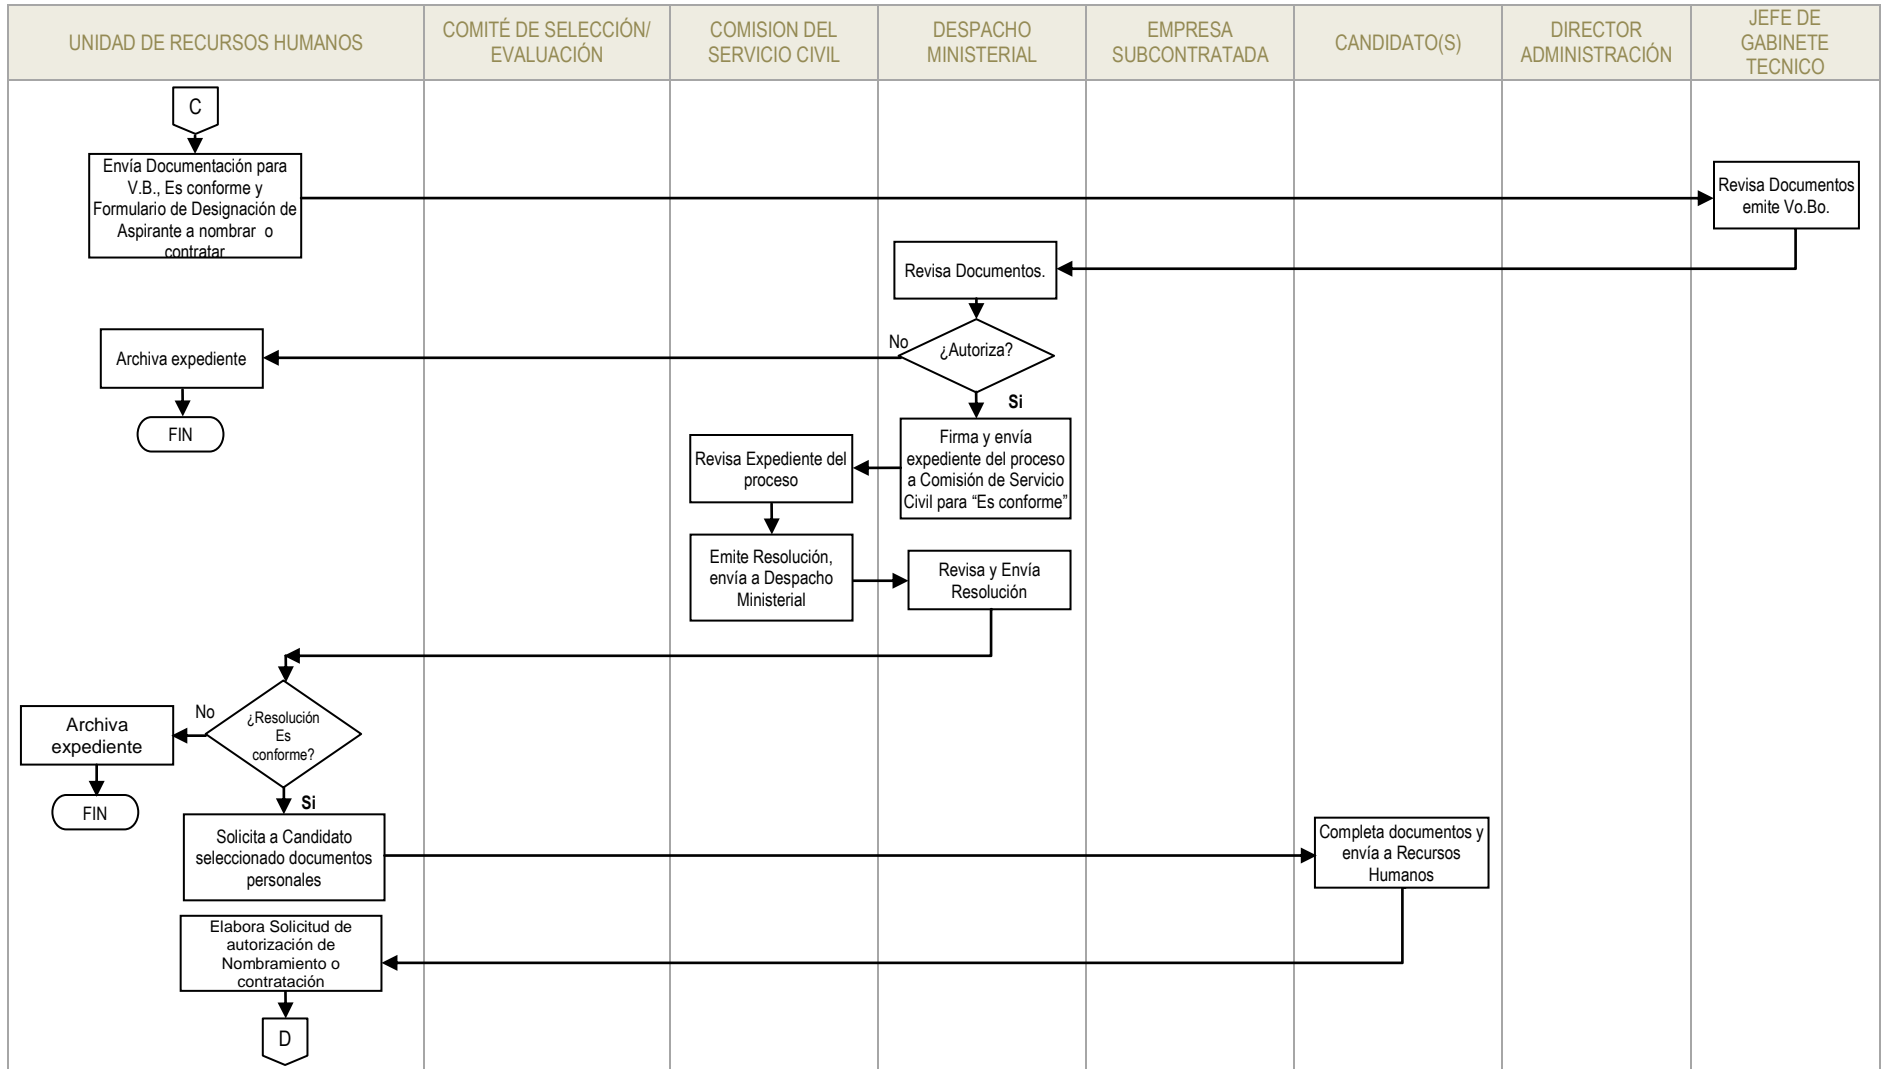 UNIDAD DE RECURSOS HUMANOS
COMITÉ DE SELECCIÓN/
EVALUACIÓN
COMISION DEL
SERVICIO CIVIL
DESPACHO
MINISTERIAL
EMPRESA
SUBCONTRATADA
CANDIDATO(S)
DIRECTOR
ADMINISTRACIÓN
JEFE DE
GABINETE
TECNICO
C
Envía Documentación para
V.B., Es conforme y
Formulario de Designación de
Aspirante a nombrar o
contratar
Revisa Documentos
emite Vo.Bo.
Revisa Documentos.
¿Autoriza?
No
Archiva expediente
FIN
Si
Firma y envía
expediente del proceso
a Comisión de Servicio
Civil para “Es conforme”
Revisa Expediente del
proceso
Emite Resolución,
envía a Despacho
Ministerial
Revisa y Envía
Resolución
¿Resolución
Es
conforme?
No
Archiva
expediente
FIN
Si
Solicita a Candidato
seleccionado documentos
personales
Completa documentos y
envía a Recursos
Humanos
Elabora Solicitud de
autorización de
Nombramiento o
contratación
D